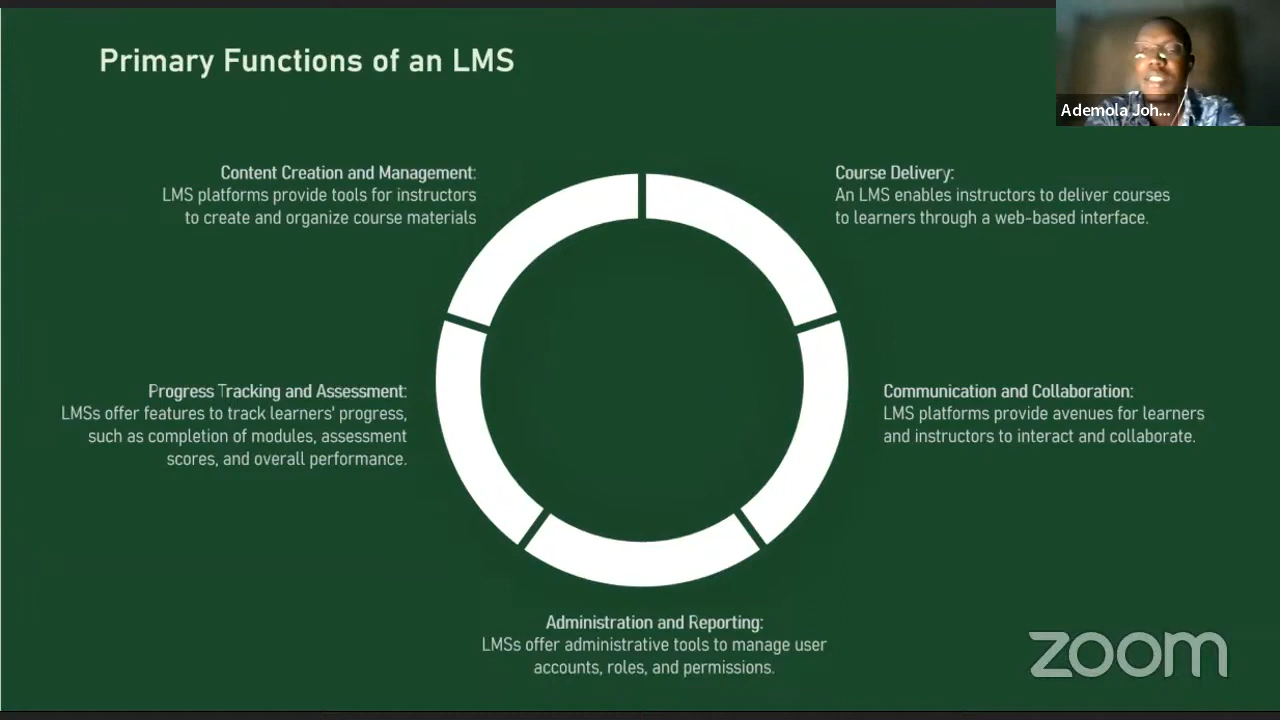 Primary Functions of an LMS
Ademola Joh...
Content Creation and Management:
LMS platforms provide tools for instructors
to create and organize course materials
Course Delivery:
An LMS enables instructors to deliver courses
to learners through a web-based interface.
Progress Tracking and Assessment:
LMSs offer features to track learners' progress,
such as completion of modules, assessment
scores, and overall performance.
Communication and Collaboration:
LMS platforms provide avenues for learners
and instructors to interact and collaborate.
Administration and Reporting:
LMSs offer administrative tools to manage user
accounts, roles, and permissions.
zoom